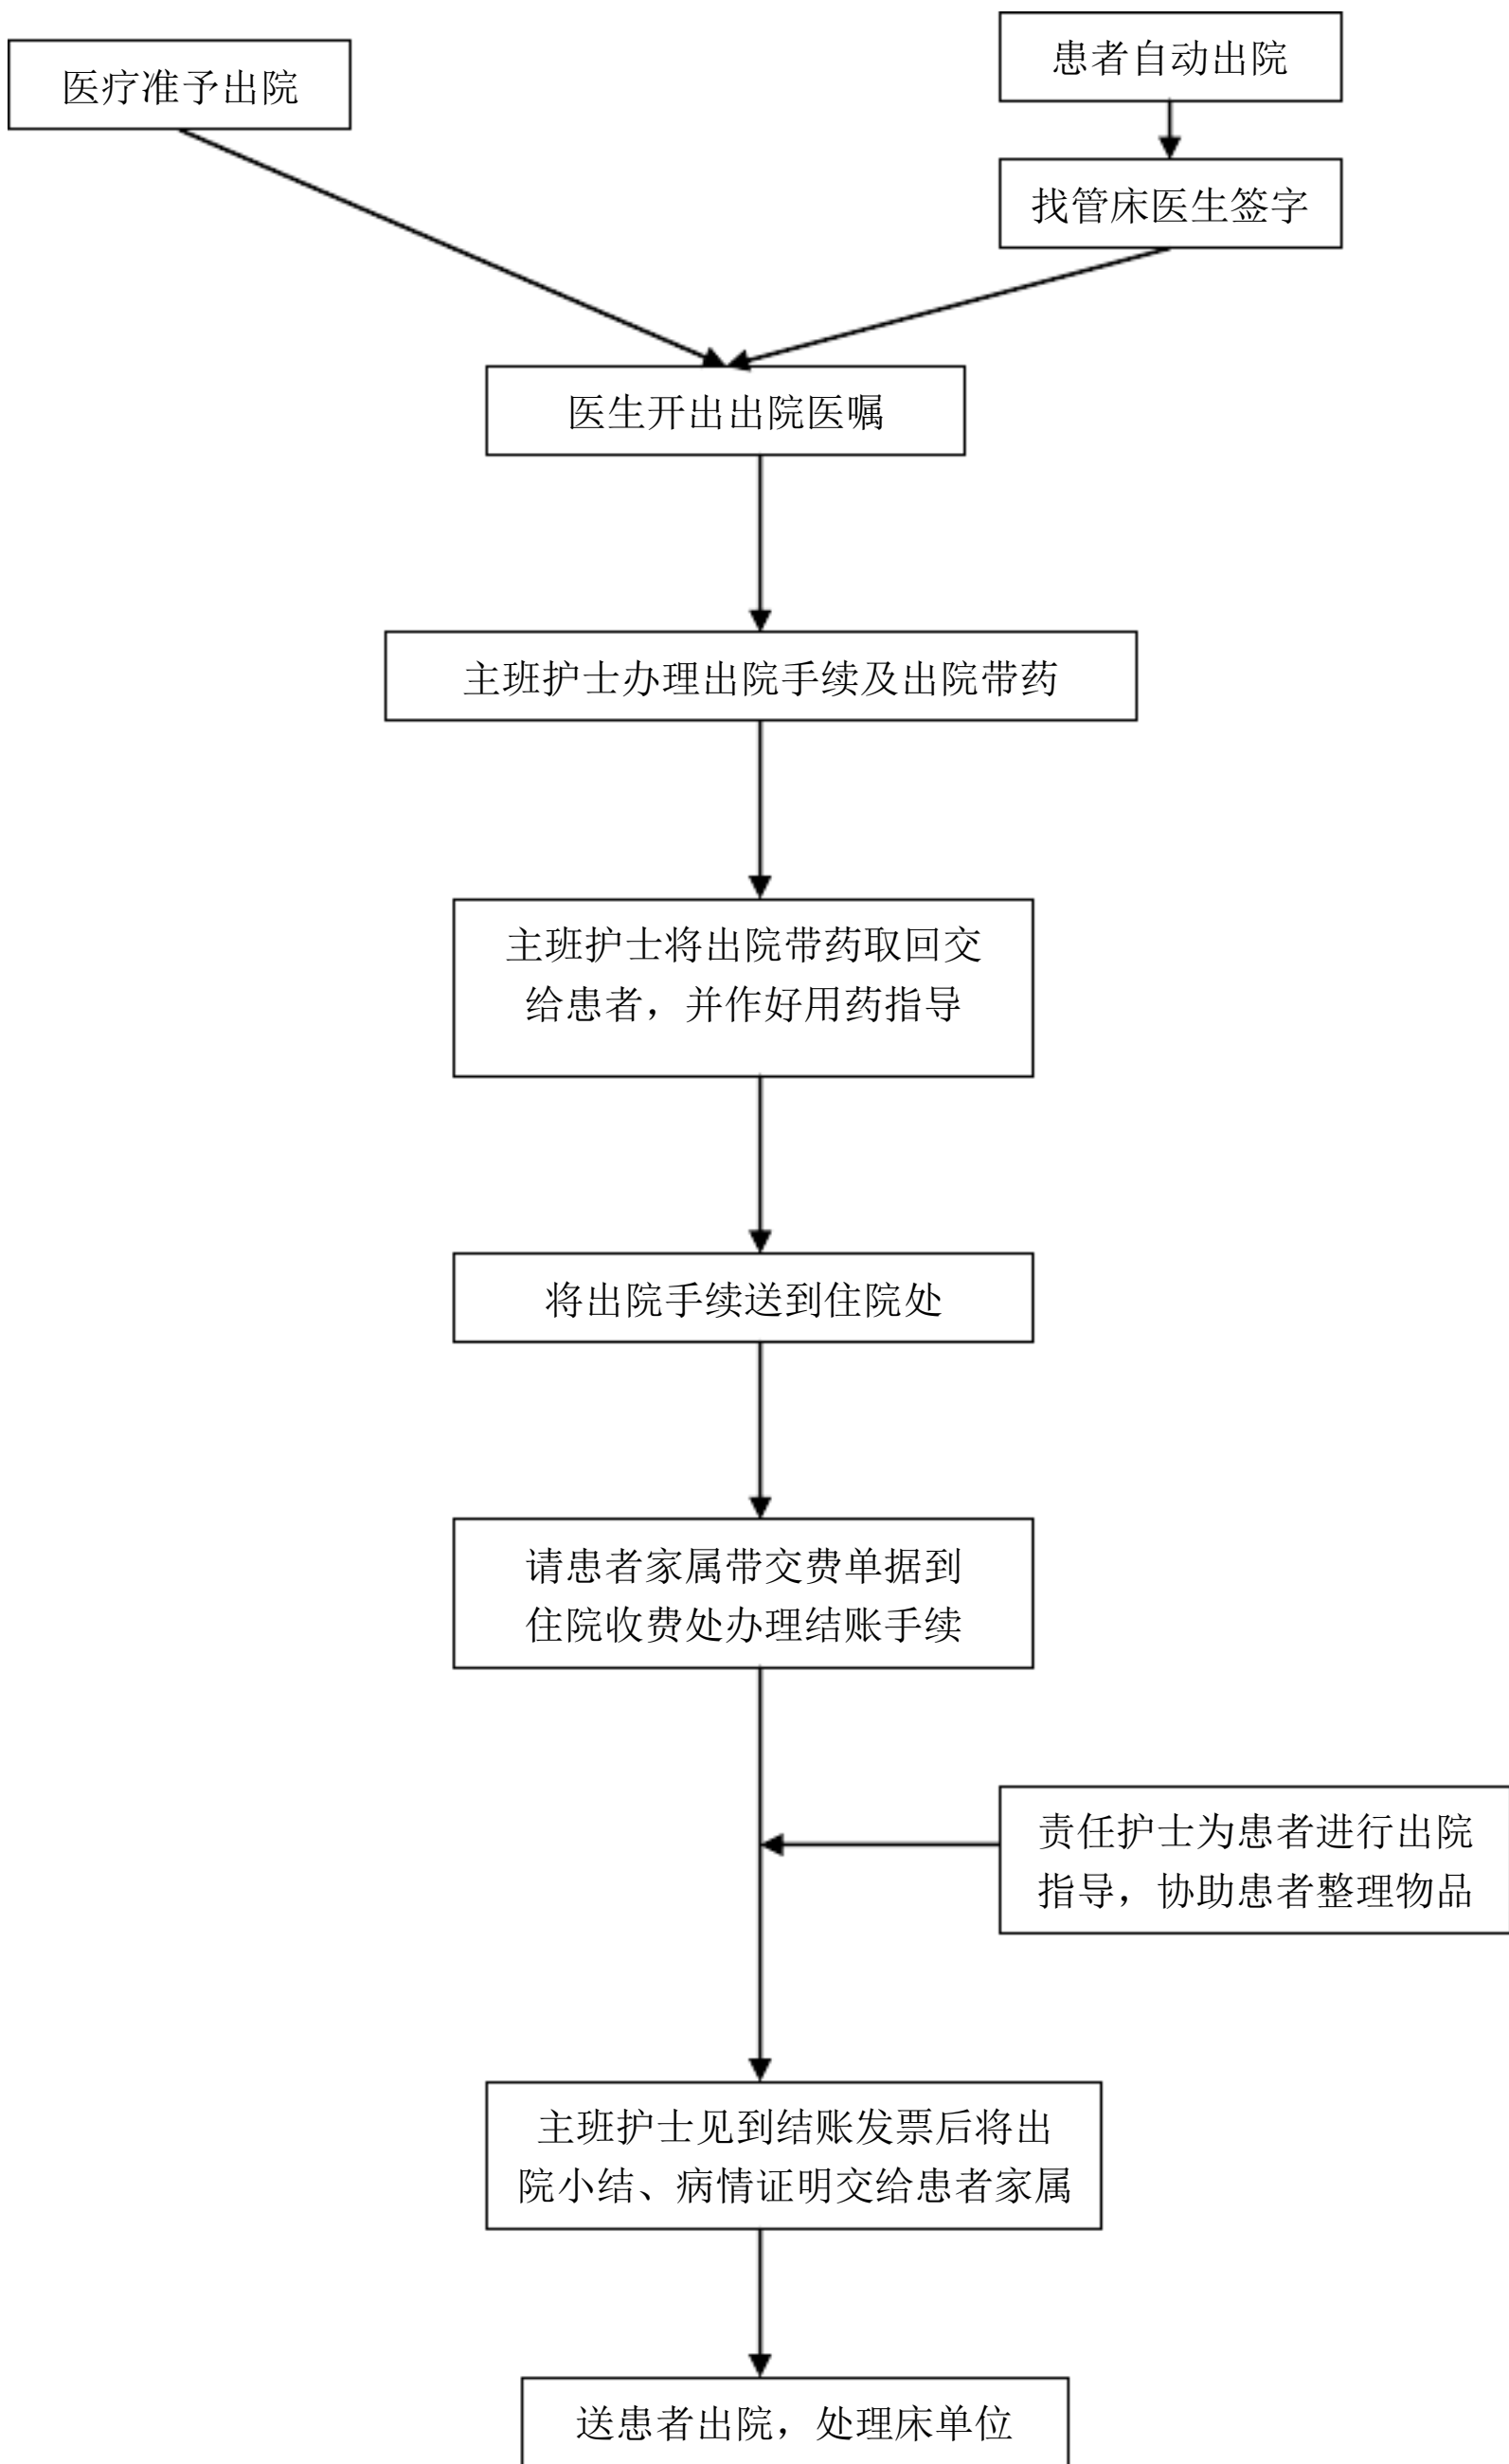 医疗准予出院
患者自动出院
找管床医生签字
医生开出出院医嘱
主班护士办理出院手续及出院带药
主班护士将出院带药取回交
给患者，并作好用药指导
将出院手续送到住院处
请患者家属带交费单据到
住院收费处办理结账手续
责任护士为患者进行出院
指导，协助患者整理物品
主班护士见到结账发票后将出
院小结、病情证明交给患者家属
送患者出院，处理床单位